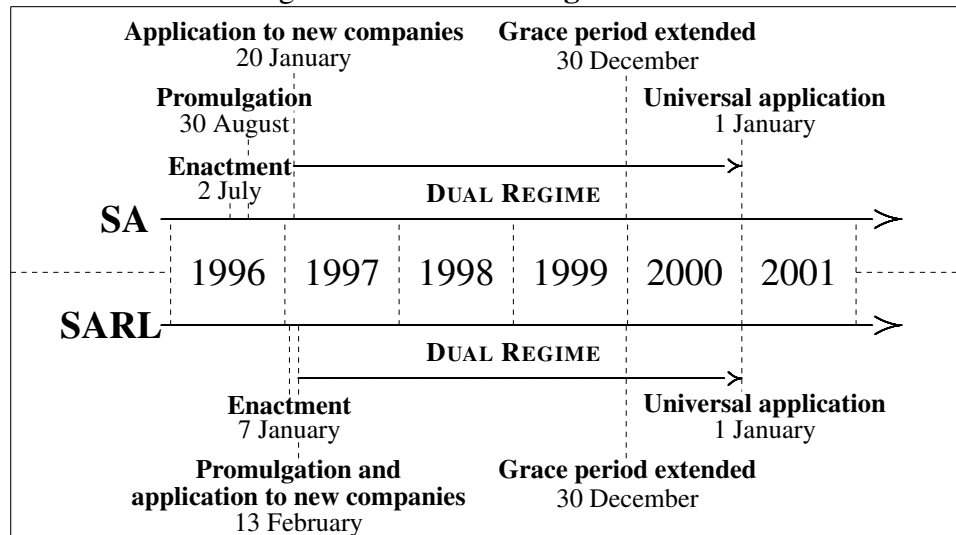 Application to new companies
20 January
Grace period extended
30 December
Promulgation
30 August
Universal application
1 January
Enactment
2 July
DUAL REGIME
SA
1996 1997 1998 1999 2000 2001
SARL
DUAL REGIME
Enactment
7 January
Universal application
1 January
Promulgation and
application to new companies
13 February
Grace period extended
30 December